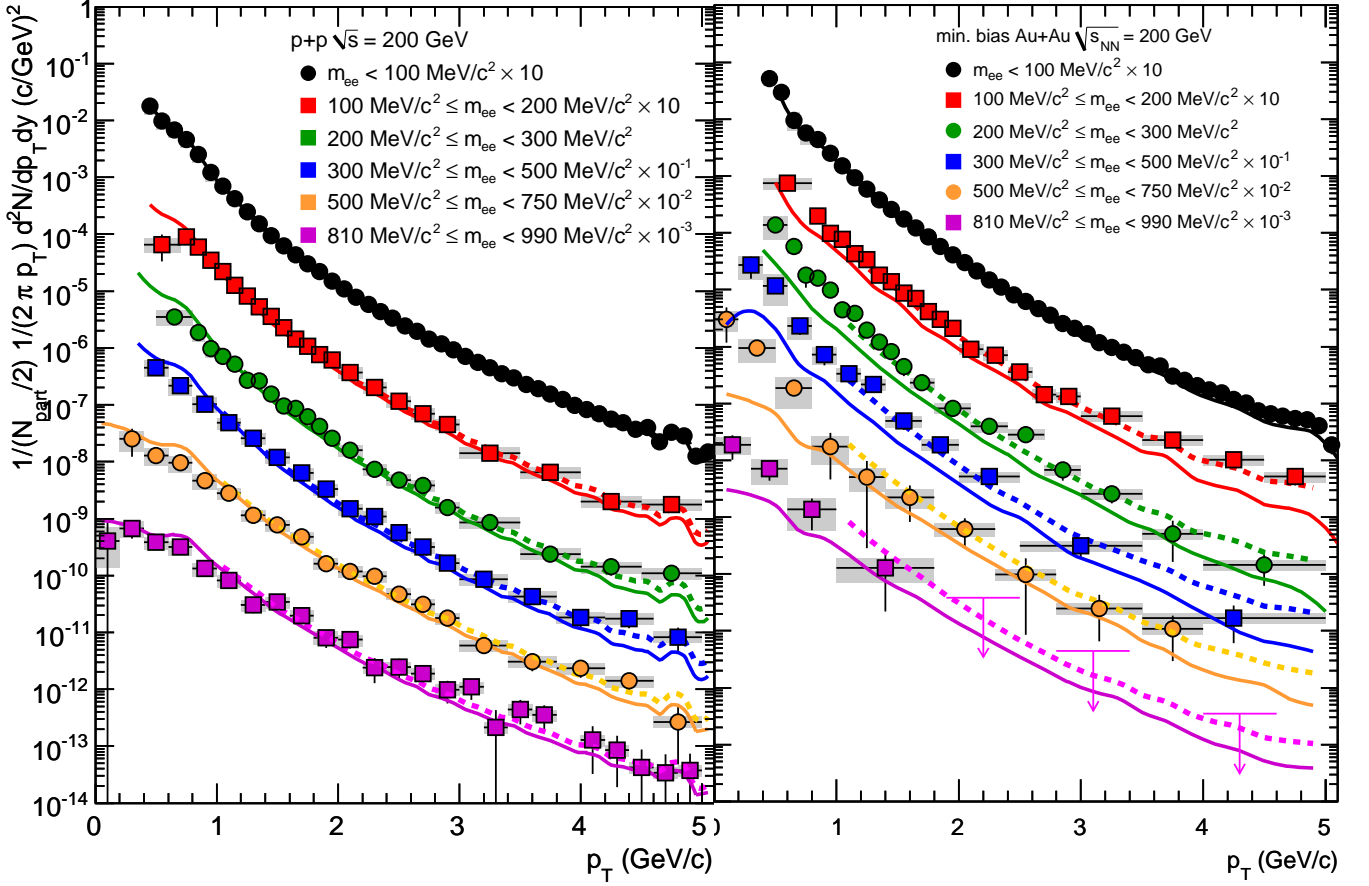 1/(N_part/2) 1/(2 π p_T) d²N/dp_T dy (c/GeV)²
10⁻¹
10⁻²
10⁻³
10⁻⁴
10⁻⁵
10⁻⁶
10⁻⁷
10⁻⁸
10⁻⁹
10⁻¹⁰
10⁻¹¹
10⁻¹²
10⁻¹³
10⁻¹⁴
p+p √s = 200 GeV
m_ee < 100 MeV/c² × 10
100 MeV/c² ≤ m_ee < 200 MeV/c² × 10
200 MeV/c² ≤ m_ee < 300 MeV/c²
300 MeV/c² ≤ m_ee < 500 MeV/c² × 10⁻¹
500 MeV/c² ≤ m_ee < 750 MeV/c² × 10⁻²
810 MeV/c² ≤ m_ee < 990 MeV/c² × 10⁻³
0 1 2 3 4 5
p_T (GeV/c)
min. bias Au+Au √s_NN = 200 GeV
m_ee < 100 MeV/c² × 10
100 MeV/c² ≤ m_ee < 200 MeV/c² × 10
200 MeV/c² ≤ m_ee < 300 MeV/c²
300 MeV/c² ≤ m_ee < 500 MeV/c² × 10⁻¹
500 MeV/c² ≤ m_ee < 750 MeV/c² × 10⁻²
810 MeV/c² ≤ m_ee < 990 MeV/c² × 10⁻³
0 1 2 3 4 5
p_T (GeV/c)